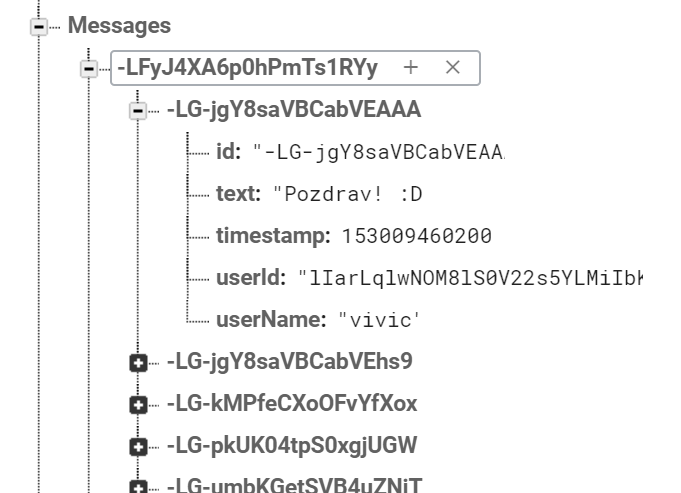 Messages
-LFyJ4XA6p0hPmTs1RYy + ×
-LG-jgY8saVBCabVEAAA
id: "-LG-jgY8saVBCabVEAA
text: "Pozdrav! :D
timestamp: 153009460200
userId: "lIarLqlwNOM8lS0V22s5YLMiIbk
userName: "vivic'
-LG-jgY8saVBCabVEhs9
-LG-kMPfeCXoOFvYfXox
-LG-pkUK04tpS0xgjUGW
-LG-umbKGetSVB4uZNiT